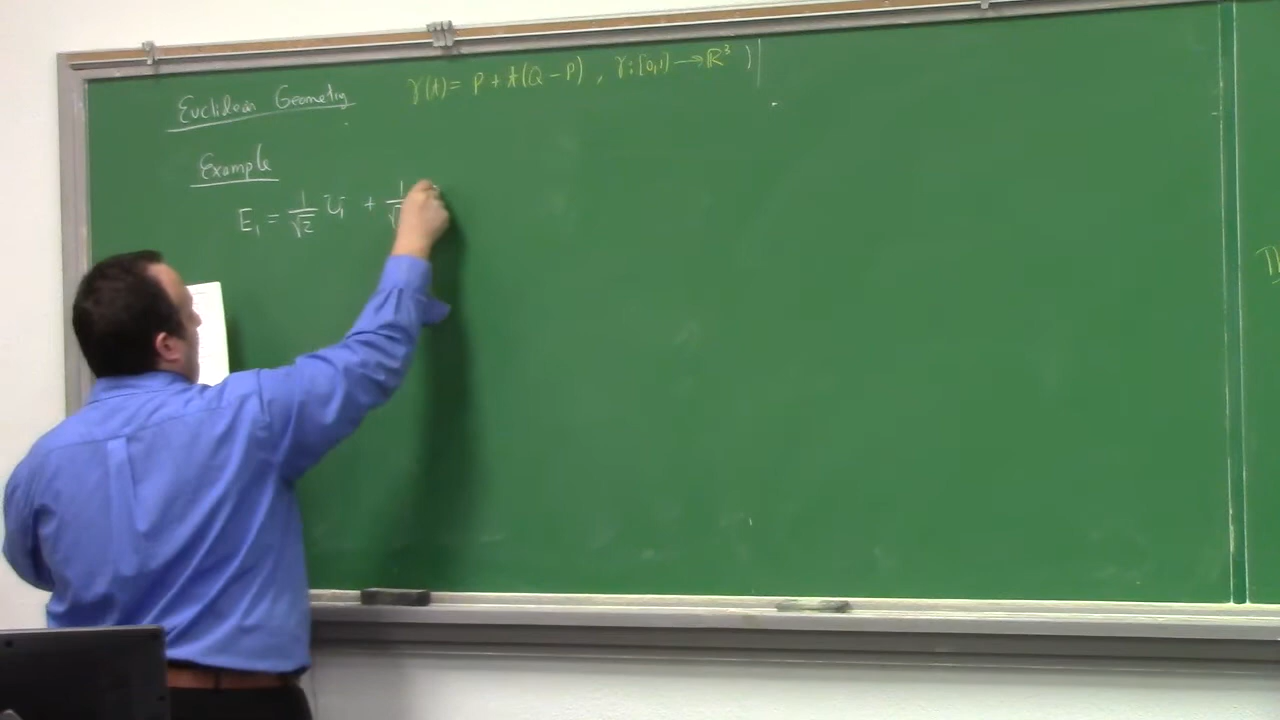 Euclidean Geometry
γ(t) = P + t(Q − P) , γ: [0,1) → ℝ³ )
Example
E₁ = 1/√2 U₁ + 1/√